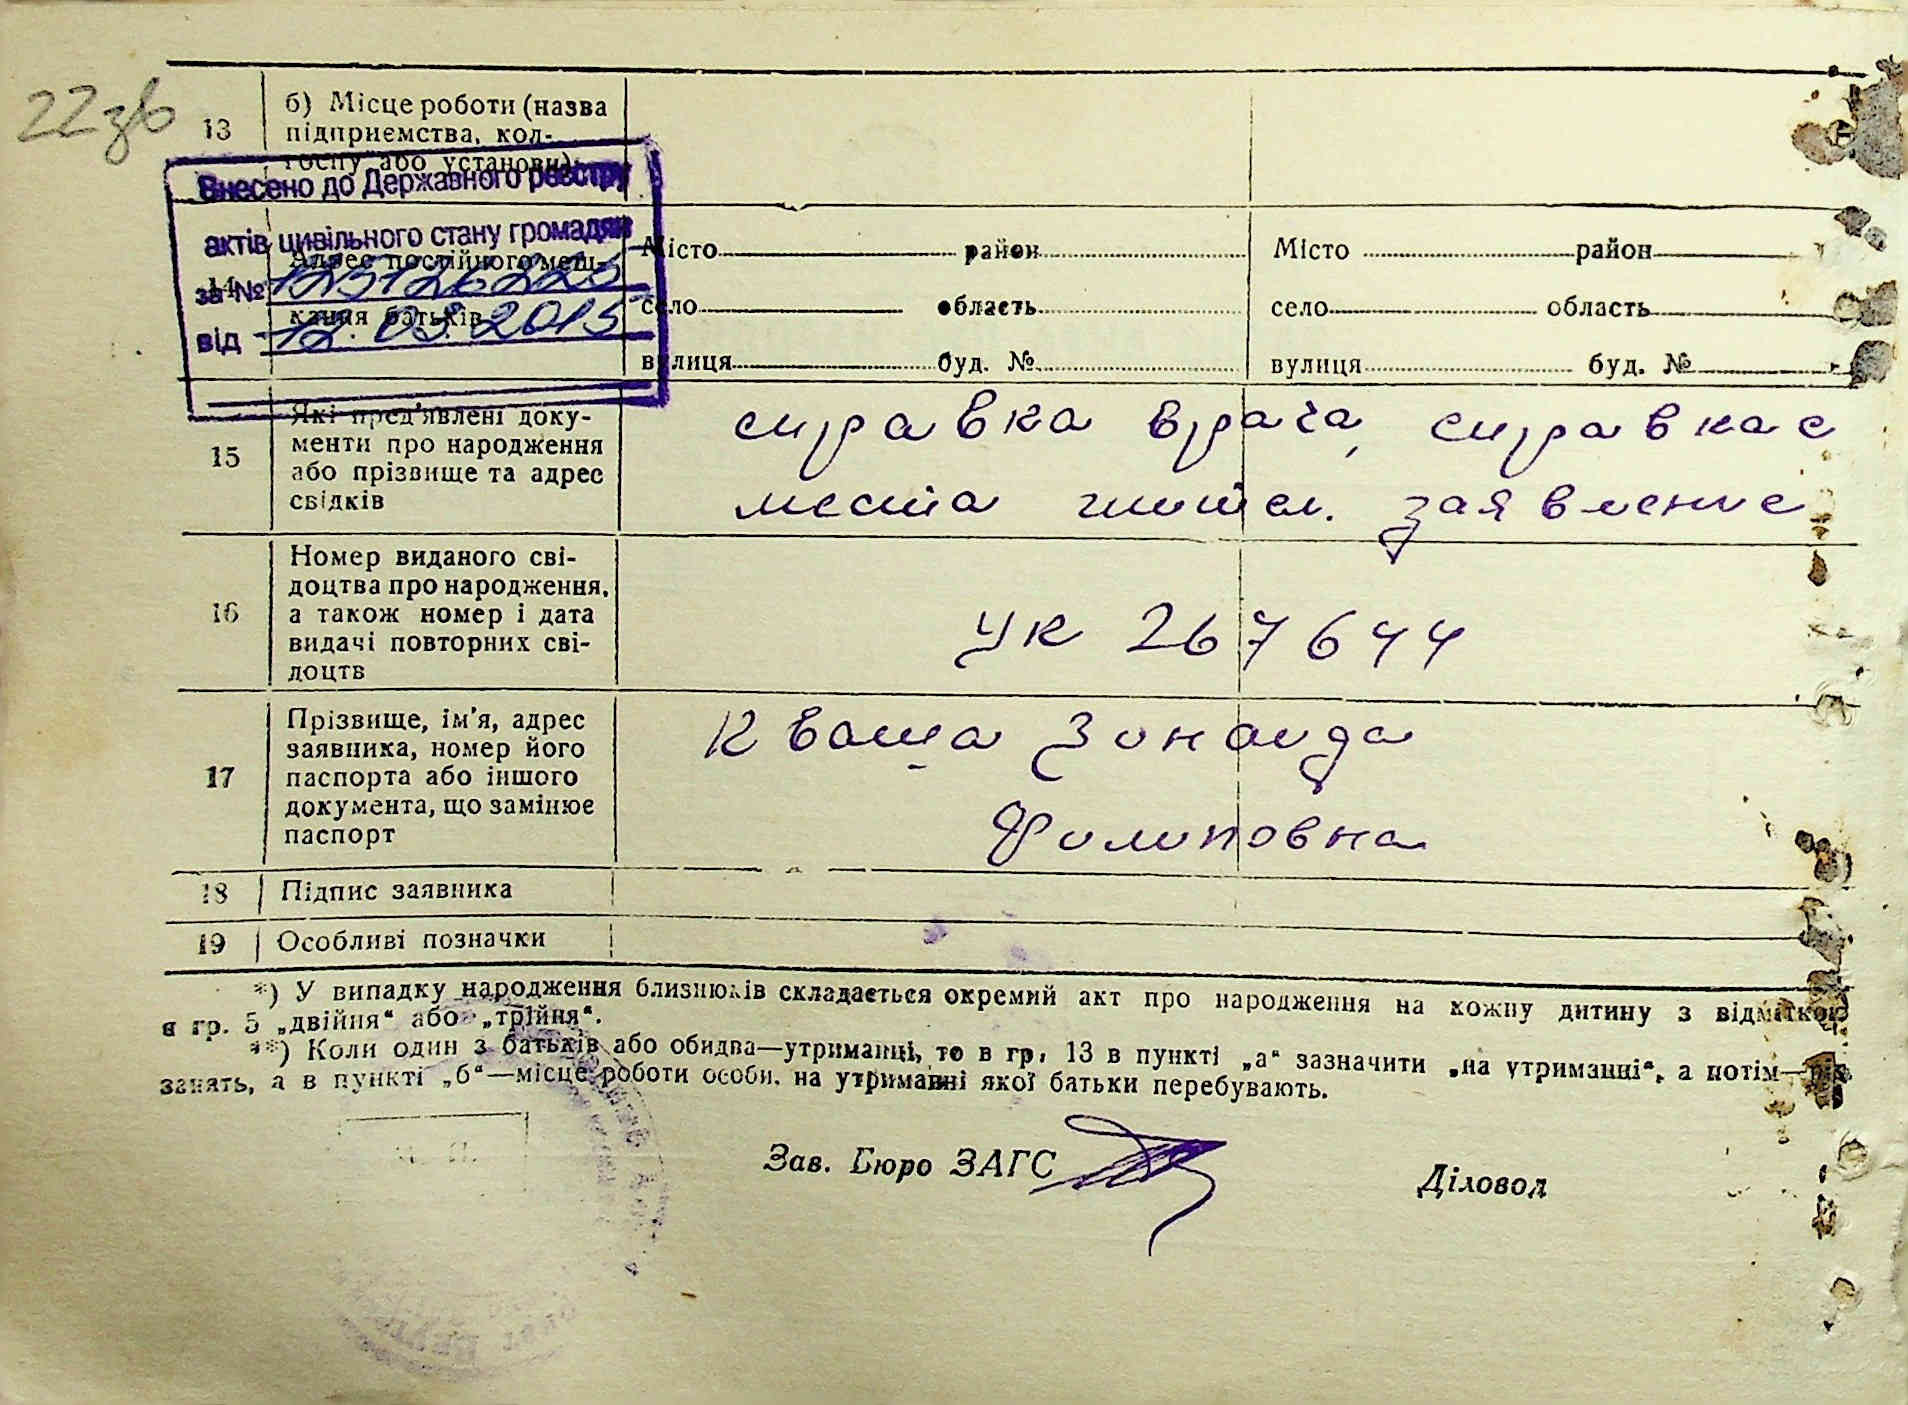 22зв
13
б) Місце роботи (назва
підприємства, кол-
госпу або установи)
Внесено до Державного реєстру
актів цивільного стану громадян
за №
від 12.03.2015
14
Адрес постійного меш-
кання батьків
Місто район
село область
вулиця буд. №
Місто район
село область
вулиця буд. №
15
Які пред'явлені доку-
менти про народження
або прізвище та адрес
свідків
справка врача, справка с
места жител. заявление
16
Номер виданого сві-
доцтва про народження,
а також номер і дата
видачі повторних сві-
доцтв
УК 267644
17
Прізвище, ім'я, адрес
заявника, номер його
паспорта або іншого
документа, що замінює
паспорт
Кваша Зинаида
Филиповна
18
Підпис заявника
19
Особливі позначки
*) У випадку народження близнюків складається окремий акт про народження на кожну дитину з відміткою
в гр. 5 „двійня“ або „трійня“.
**) Коли один з батьків або обидва—утриманці, то в гр. 13 в пункті „а“ зазначити „на утриманні“, а потім—рід
занять, а в пункті „б“—місце роботи особи, на утриманні якої батьки перебувають.
Зав. Бюро ЗАГС
Діловод